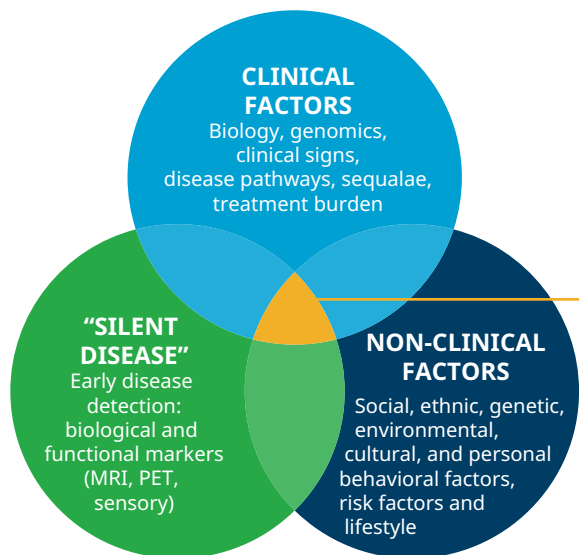 CLINICAL
FACTORS
Biology, genomics,
clinical signs,
disease pathways, sequalae,
treatment burden
“SILENT
DISEASE”
Early disease
detection:
biological and
functional markers
(MRI, PET,
sensory)
NON-CLINICAL
FACTORS
Social, ethnic, genetic,
environmental,
cultural, and personal
behavioral factors,
risk factors and
lifestyle